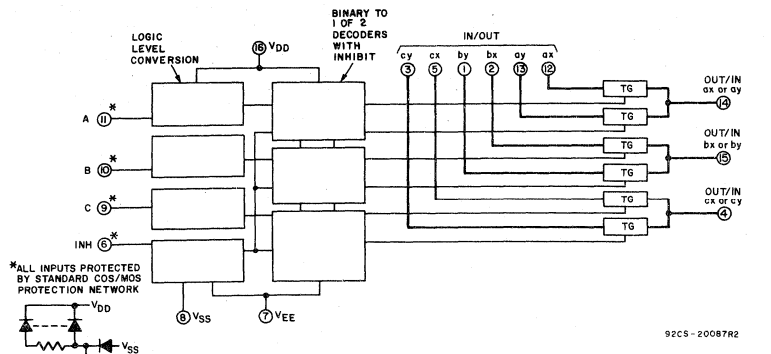 BINARY TO
1 OF 2
DECODERS
WITH
INHIBIT
LOGIC
LEVEL
CONVERSION
16 VDD
IN/OUT
cy cx by bx ay ax
3 5 1 2 13 12
TG
OUT/IN
ax or ay
14
A 11 *
TG
OUT/IN
bx or by
15
TG
B 10 *
TG
OUT/IN
cx or cy
4
TG
C 9 *
TG
INH 6 *
*ALL INPUTS PROTECTED
BY STANDARD COS/MOS
PROTECTION NETWORK
8 VSS
7 VEE
VDD
VSS
92CS-20087R2